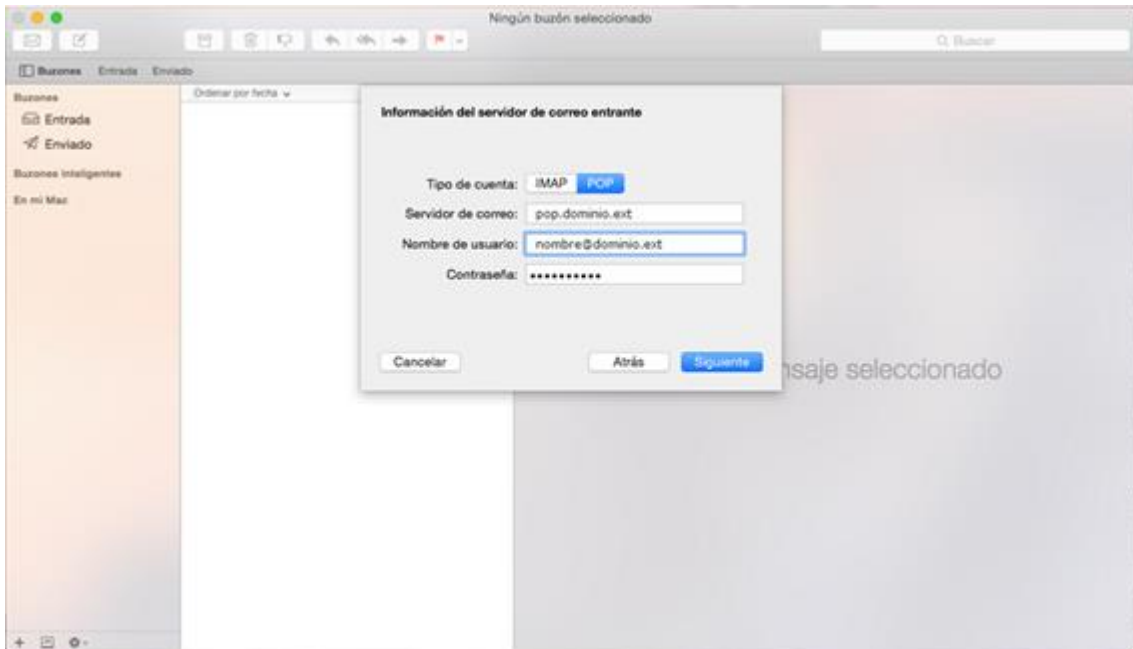 Ningún buzón seleccionado
Buscar
Buzones Entrada Enviado
Buzones
Entrada
Enviado
Buzones Inteligentes
En mi Mac
Ordenar por fecha
Información del servidor de correo entrante
Tipo de cuenta: IMAP POP
Servidor de correo: pop.dominio.ext
Nombre de usuario: nombre@dominio.ext
Contraseña: ••••••••••
Cancelar Atrás Siguiente
nsaje seleccionado